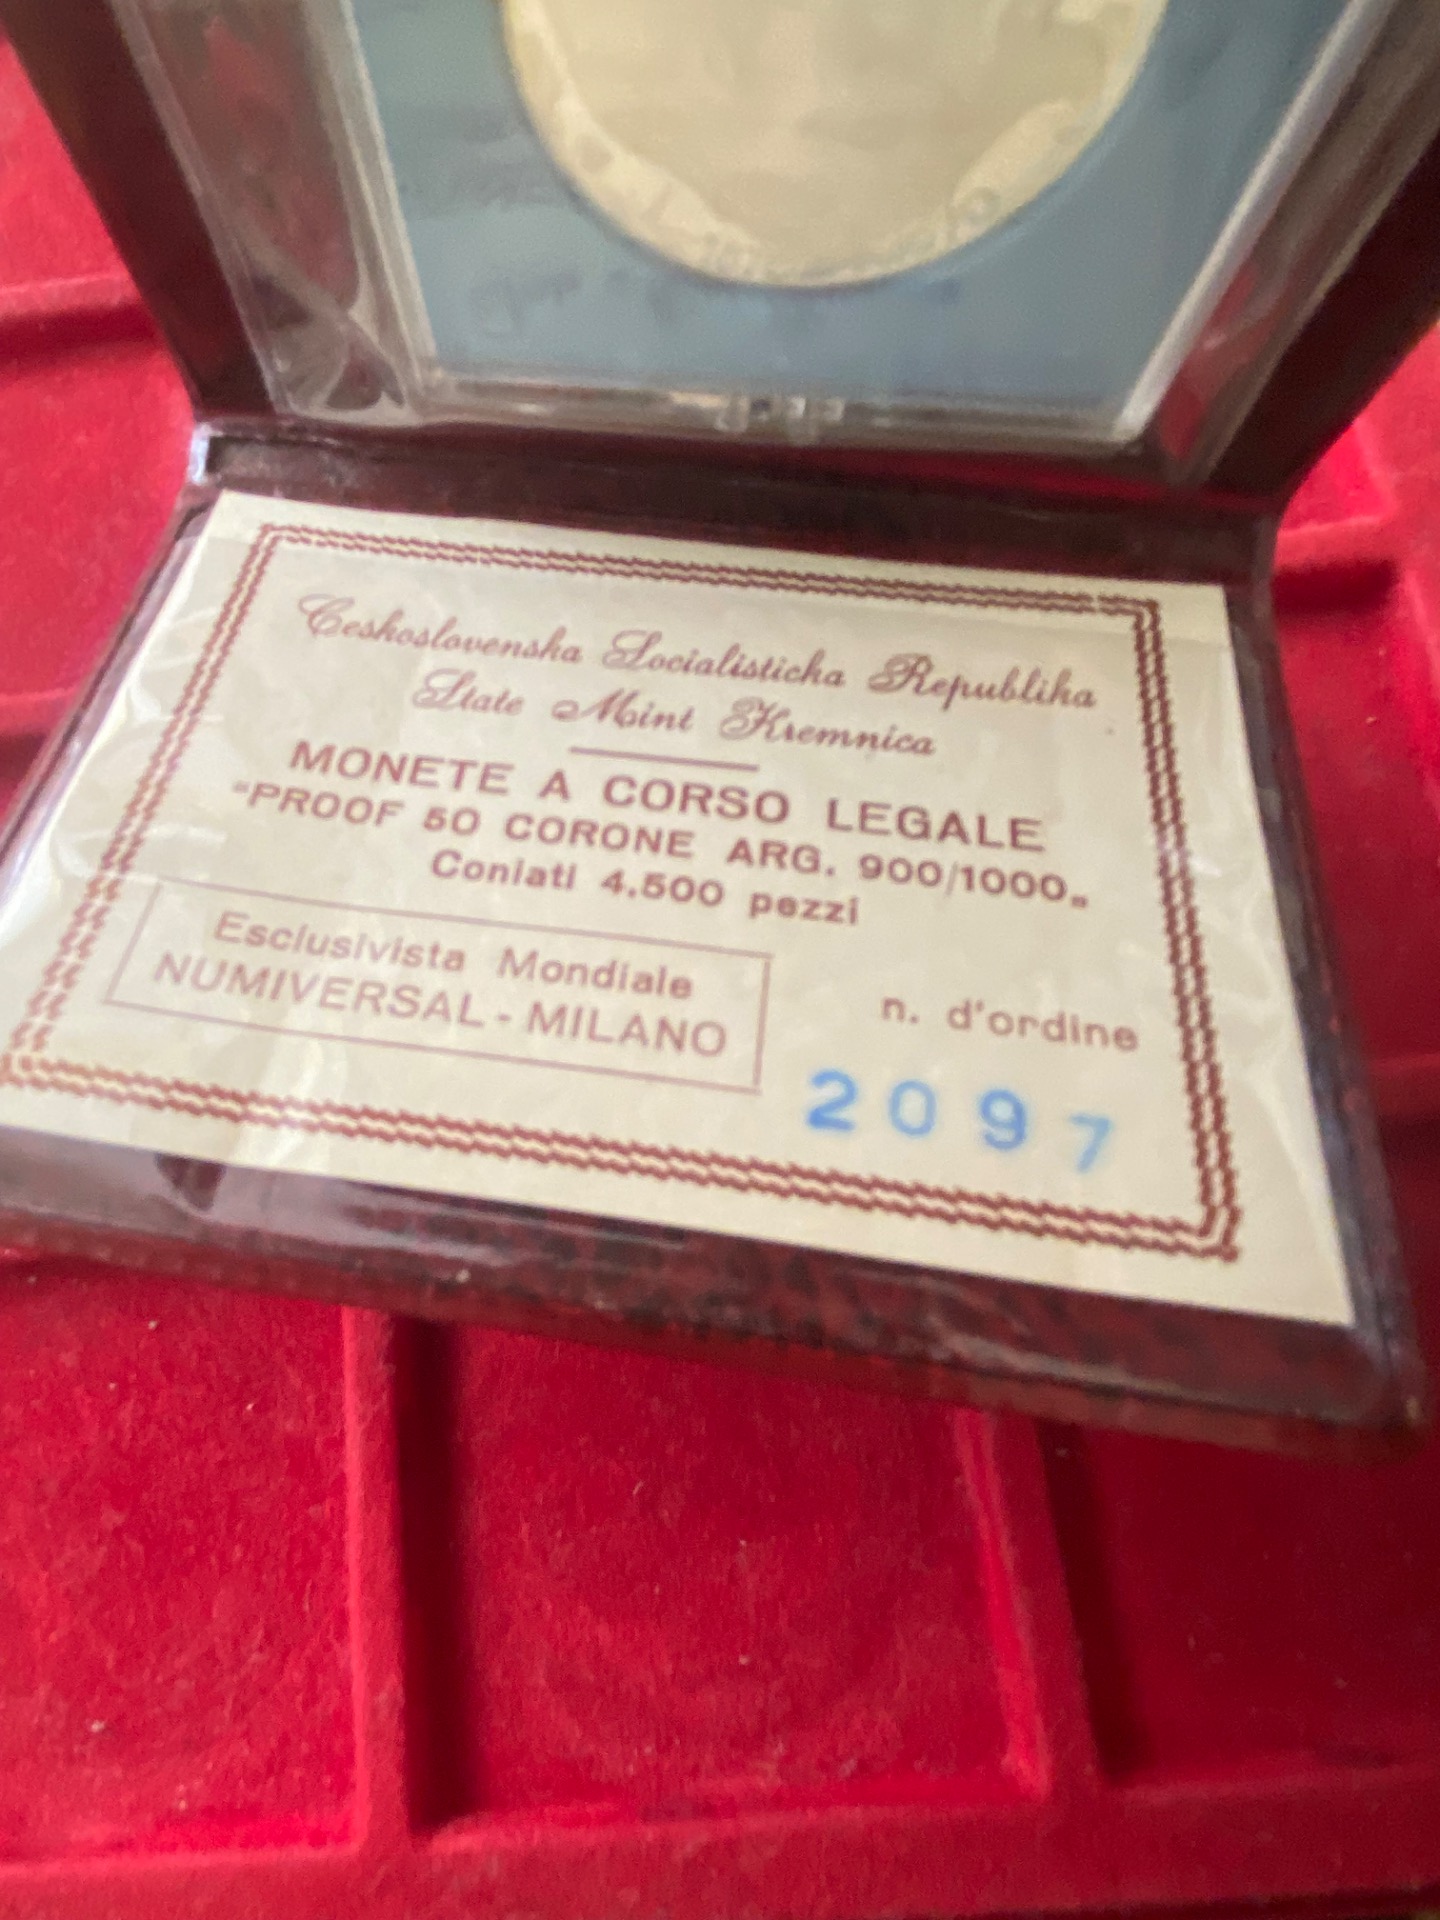 Ceskoslovenska Socialisticka Republika
State Mint Kremnica
MONETE A CORSO LEGALE
"PROOF 50 CORONE ARG. 900/1000„
Coniati 4.500 pezzi
Esclusivista Mondiale
NUMIVERSAL - MILANO
n. d'ordine
2097